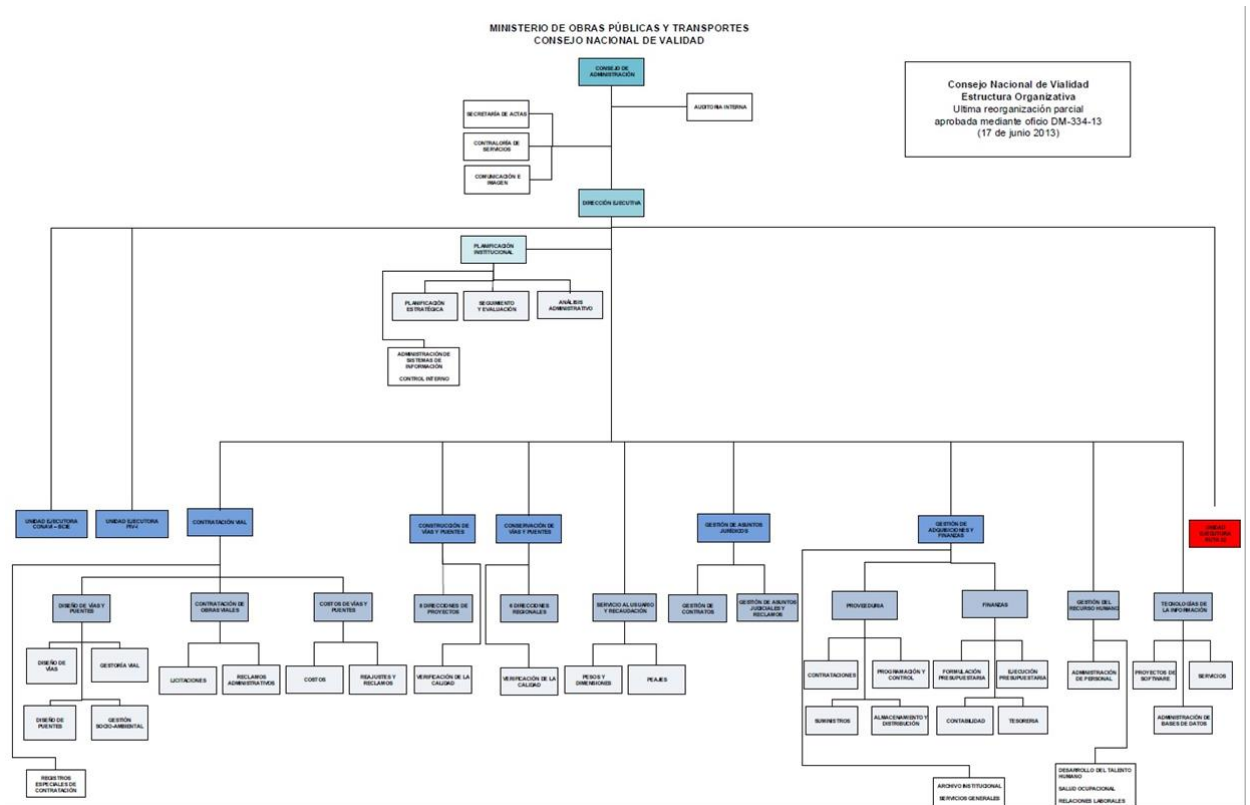 MINISTERIO DE OBRAS PÚBLICAS Y TRANSPORTES
CONSEJO NACIONAL DE VALIDAD
CONSEJO DE
ADMINISTRACIÓN
Consejo Nacional de Vialidad
Estructura Organizativa
Ultima reorganización parcial
aprobada mediante oficio DM-334-13
(17 de junio 2013)
AUDITORIA INTERNA
SECRETARÍA DE ACTAS
CONTRALORÍA DE
SERVICIOS
COMUNICACIÓN E
IMAGEN
DIRECCIÓN EJECUTIVA
PLANIFICACIÓN
INSTITUCIONAL
PLANIFICACIÓN
ESTRATÉGICA
SEGUIMIENTO
Y EVALUACIÓN
ANÁLISIS
ADMINISTRATIVO
ADMINISTRACIÓN DE
SISTEMAS DE
INFORMACIÓN
CONTROL INTERNO
UNIDAD EJECUTORA
CONAVI – BCIE
UNIDAD EJECUTORA
CONTRATACIÓN VIAL
CONSTRUCCIÓN DE
VÍAS Y PUENTES
CONSERVACIÓN DE
VÍAS Y PUENTES
GESTIÓN DE ASUNTOS
JURÍDICOS
GESTIÓN DE
ADQUISICIONES Y
FINANZAS
UNIDAD
EJECUTORA
DISEÑO DE VÍAS Y
PUENTES
CONTRATACIÓN DE
OBRAS VIALES
COSTOS DE VÍAS Y
PUENTES
DIRECCIONES DE
PROYECTOS
DIRECCIONES
REGIONALES
SERVICIO AL USUARIO
Y RECAUDACIÓN
GESTIÓN DE
CONTRATOS
GESTIÓN DE ASUNTOS
JUDICIALES Y
RECLAMOS
PROVEEDURIA
FINANZAS
GESTIÓN DEL
RECURSO HUMANO
TECNOLOGÍAS DE
LA INFORMACIÓN
DISEÑO DE
VÍAS
GESTORÍA VIAL
LICITACIONES
RECLAMOS
ADMINISTRATIVOS
COSTOS
REAJUSTES Y
RECLAMOS
VERIFICACIÓN DE LA
CALIDAD
VERIFICACIÓN DE LA
CALIDAD
PESOS Y
DIMENSIONES
PEAJES
CONTRATACIONES
PROGRAMACIÓN Y
CONTROL
FORMULACIÓN
PRESUPUESTARIA
EJECUCIÓN
PRESUPUESTARIA
ADMINISTRACIÓN
DE PERSONAL
PROYECTOS DE
SOFTWARE
SERVICIOS
DISEÑO DE
PUENTES
GESTIÓN
SOCIO-AMBIENTAL
SUMINISTROS
ALMACENAMIENTO Y
DISTRIBUCIÓN
CONTABILIDAD
TESORERIA
ADMINISTRACIÓN DE
BASES DE DATOS
REGISTROS
ESPECIALES DE
CONTRATACIÓN
ARCHIVO INSTITUCIONAL
SERVICIOS GENERALES
DESARROLLO DEL TALENTO
HUMANO
SALUD OCUPACIONAL
RELACIONES LABORALES